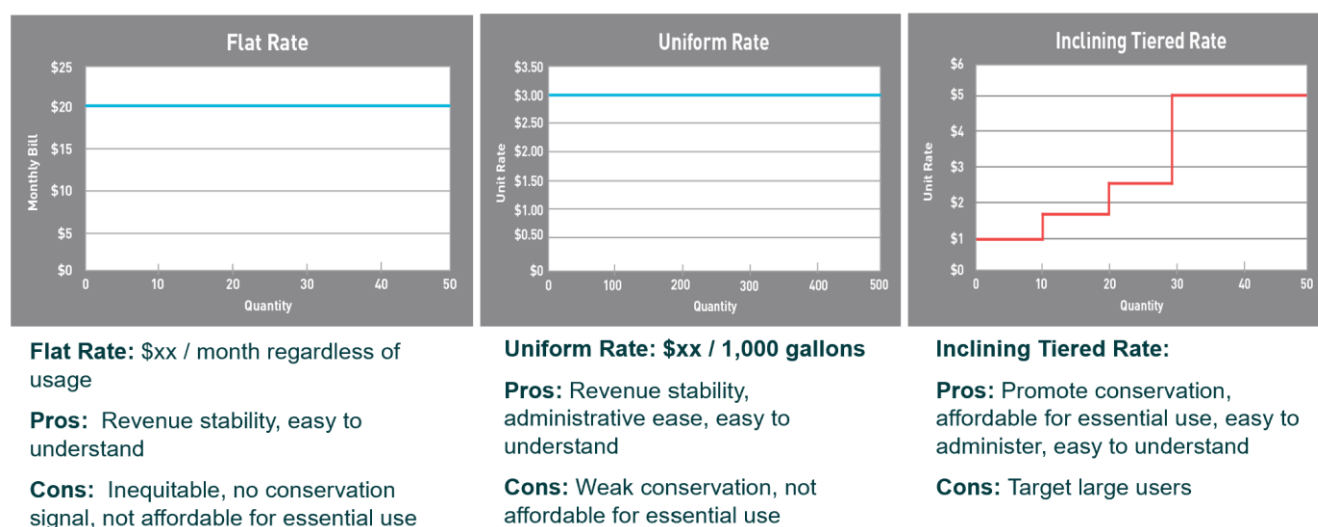 Flat Rate
$25
$20
$15
$10
$5
$0
Monthly Bill
0 10 20 30 40 50
Quantity
Flat Rate: $xx / month regardless of
usage
Pros: Revenue stability, easy to
understand
Cons: Inequitable, no conservation
signal, not affordable for essential use
Uniform Rate
$3.50
$3.00
$2.50
$2.00
$1.50
$1.00
$0.50
$0
Unit Rate
0 100 200 300 400 500
Quantity
Uniform Rate: $xx / 1,000 gallons
Pros: Revenue stability,
administrative ease, easy to
understand
Cons: Weak conservation, not
affordable for essential use
Inclining Tiered Rate
$6
$5
$4
$3
$2
$1
$0
Unit Rate
0 10 20 30 40 50
Quantity
Inclining Tiered Rate:
Pros: Promote conservation,
affordable for essential use, easy to
administer, easy to understand
Cons: Target large users